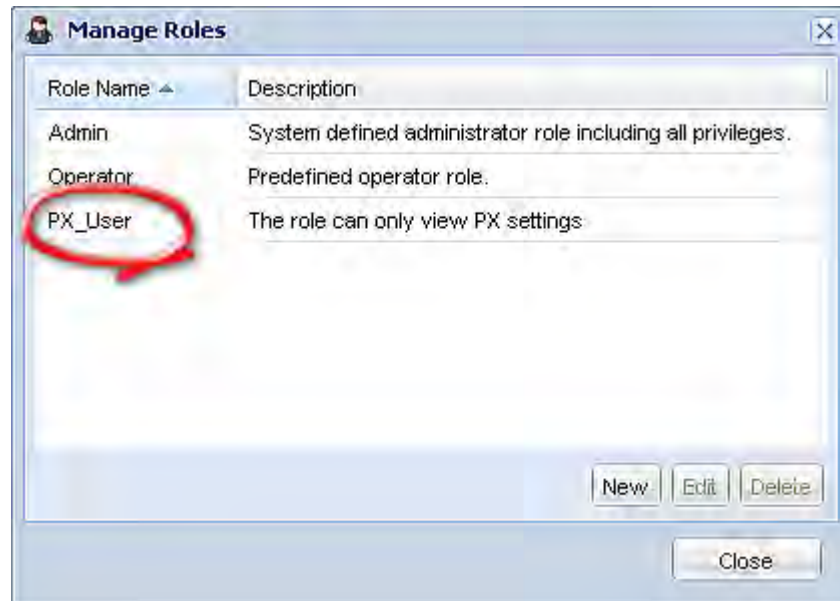 Manage Roles
Role Name Description
Admin System defined administrator role including all privileges.
Operator Predefined operator role.
PX_User The role can only view PX settings
New Edit Delete
Close